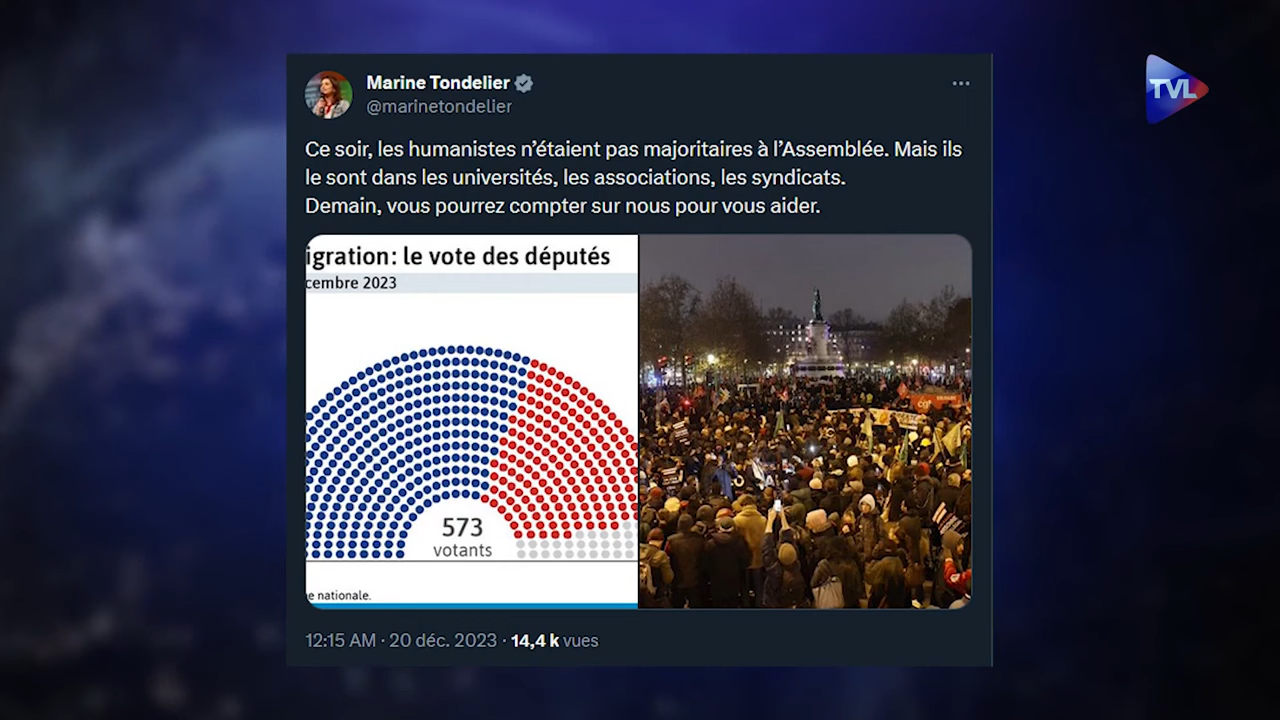 TVL
Marine Tondelier
@marinetondelier
Ce soir, les humanistes n’étaient pas majoritaires à l’Assemblée. Mais ils
le sont dans les universités, les associations, les syndicats.
Demain, vous pourrez compter sur nous pour vous aider.
igration: le vote des députés
cembre 2023
573
votants
e nationale.
cgt
12:15 AM · 20 déc. 2023 · 14,4 k vues